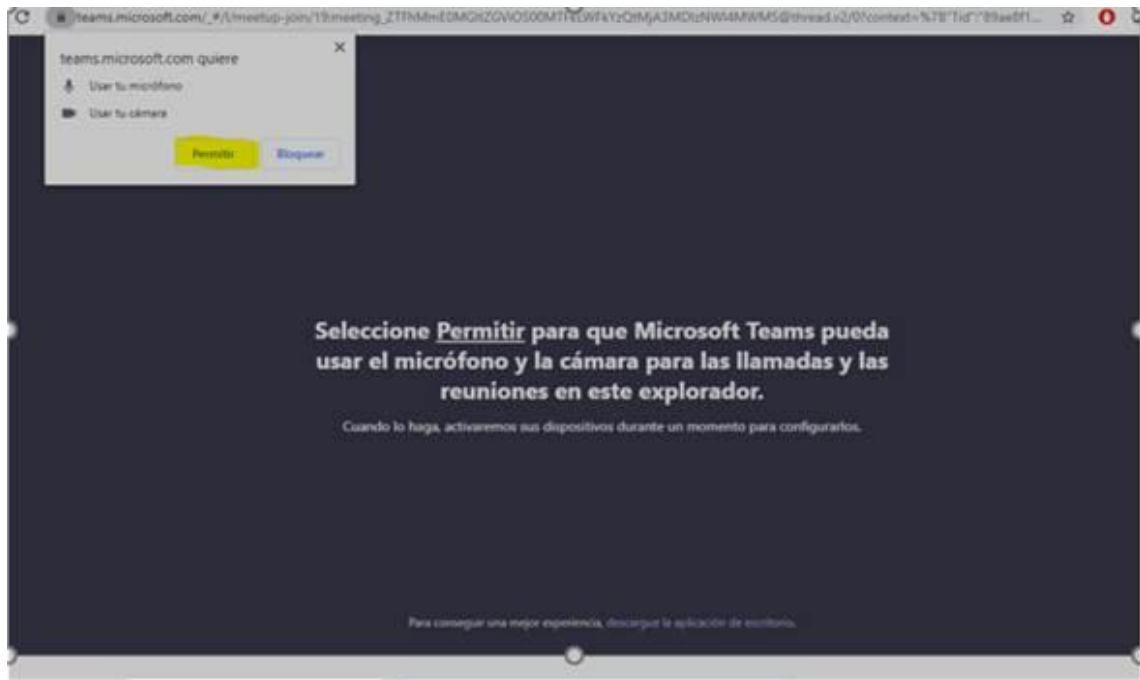 teams.microsoft.com quiere
Usar tu micrófono
Usar tu cámara
Permitir Bloquear
Seleccione Permitir para que Microsoft Teams pueda
usar el micrófono y la cámara para las llamadas y las
reuniones en este explorador.
Cuando lo haga, activaremos sus dispositivos durante un momento para configurarlos.
Para conseguir una mejor experiencia, descargue la aplicación de escritorio.